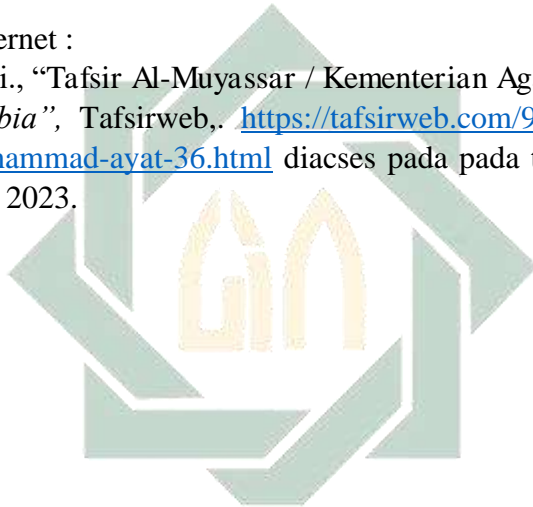 ernet :
i., “Tafsir Al-Muyassar / Kementerian Ag
bia”, Tafsirweb,. https://tafsirweb.com/9
hammad-ayat-36.html diacses pada pada t
2023.